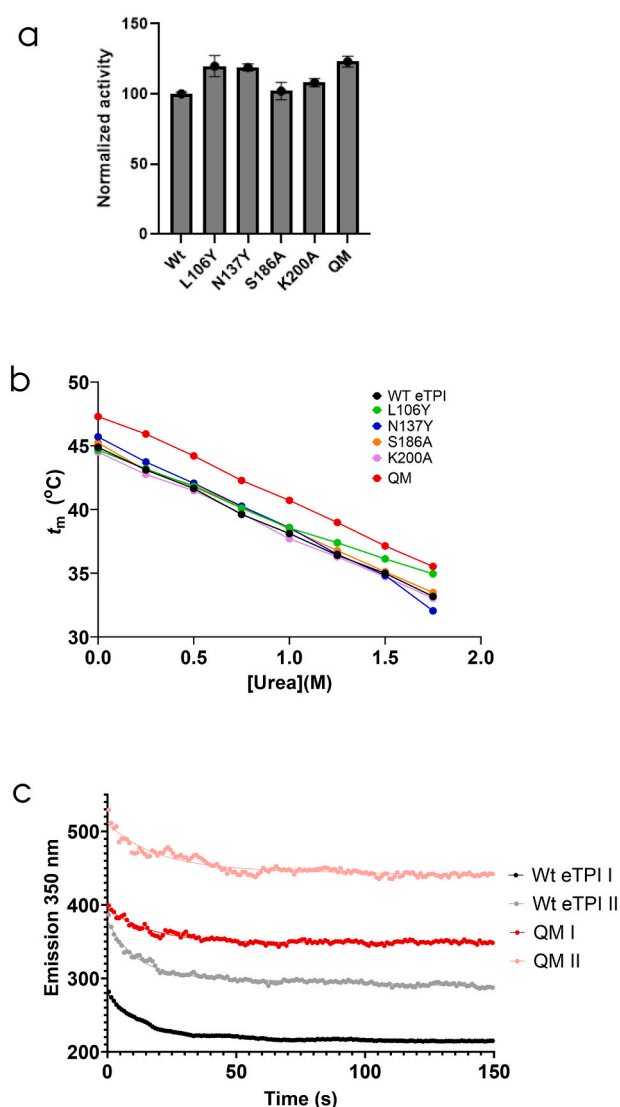 a
150
100
50
0
Normalized activity
Wt
L106Y
N137Y
S186A
K200A
QM
b
50
45
40
35
30
tm (°C)
WT eTPI
L106Y
N137Y
S186A
K200A
QM
0.0 0.5 1.0 1.5 2.0
[Urea](M)
c
500
400
300
200
Emission 350 nm
Wt eTPI I
Wt eTPI II
QM I
QM II
0 50 100 150
Time (s)